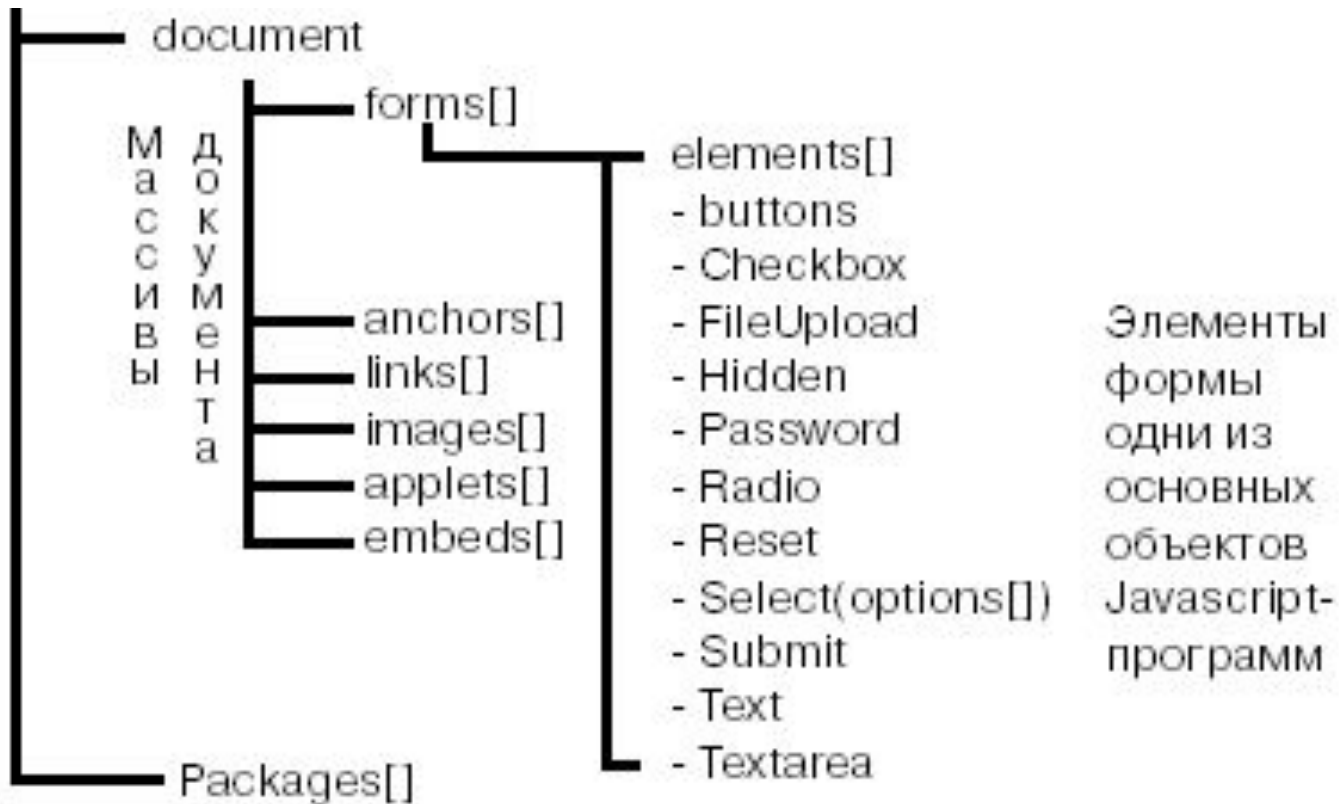 document
forms[]
Массивы
документа
elements[]
- buttons
- Checkbox
anchors[]
- FileUpload
links[]
- Hidden
images[]
- Password
applets[]
- Radio
embeds[]
- Reset
- Select(options[])
- Submit
- Text
- Textarea
Элементы
формы
одни из
основных
объектов
Javascript-
программ
Packages[]